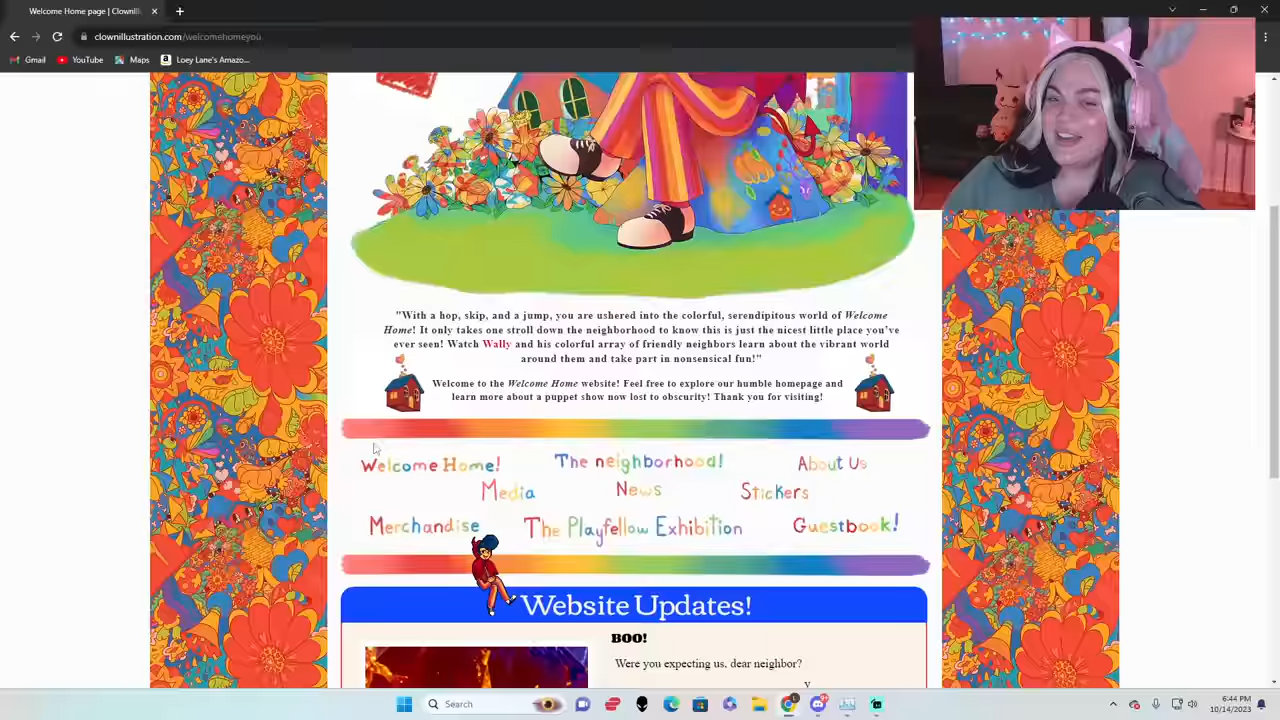 Welcome Home page | Clownill
clownillustration.com/welcomehomeyou
Gmail
YouTube
Maps
Loey Lane's Amazo...
"With a hop, skip, and a jump, you are ushered into the colorful, serendipitous world of Welcome
Home! It only takes one stroll down the neighborhood to know this is just the nicest little place you've
ever seen! Watch Wally and his colorful array of friendly neighbors learn about the vibrant world
around them and take part in nonsensical fun!"
Welcome to the Welcome Home website! Feel free to explore our humble homepage and
learn more about a puppet show now lost to obscurity! Thank you for visiting!
Welcome Home!
The neighborhood!
About Us
Media
News
Stickers
Merchandise
The Playfellow Exhibition
Guestbook!
Website Updates!
BOO!
Were you expecting us, dear neighbor?
Search
6:44 PM
10/14/2023